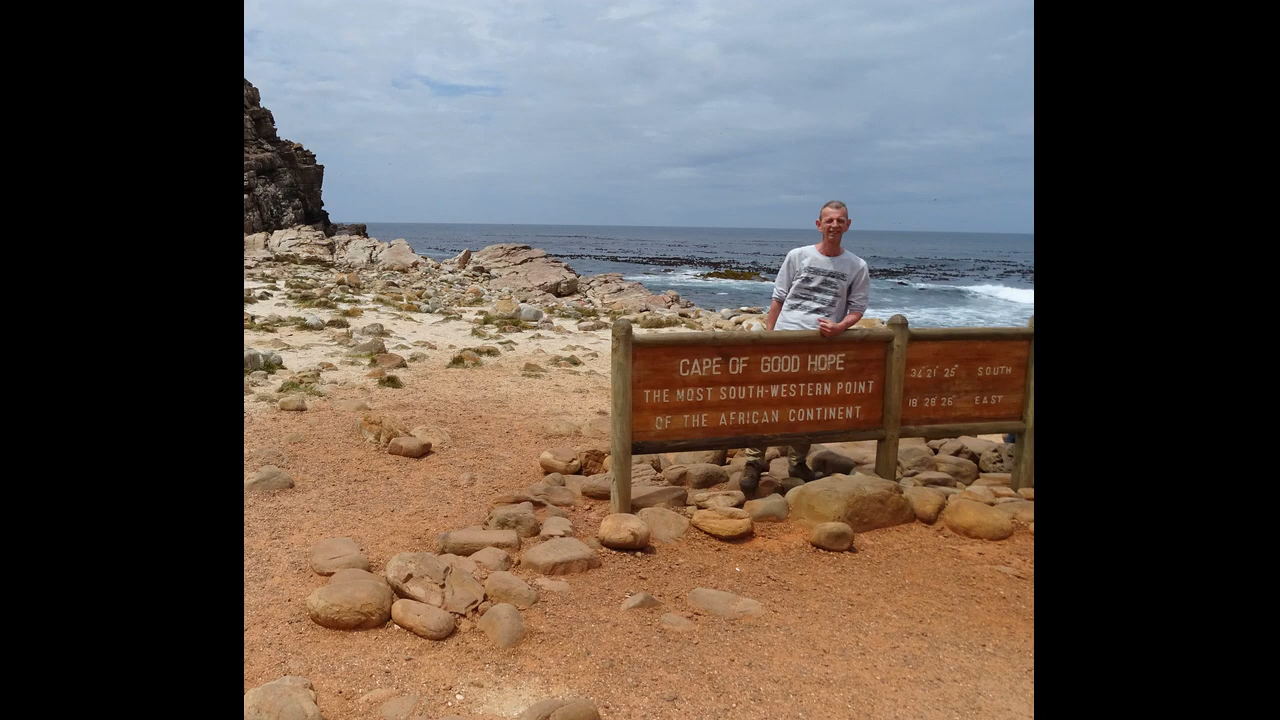 CAPE OF GOOD HOPE
THE MOST SOUTH-WESTERN POINT
OF THE AFRICAN CONTINENT
34° 21' 25" SOUTH
18° 28' 26" EAST